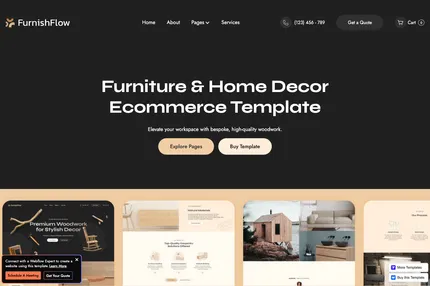 FurnishFlow
Home About Pages Services
(123) 456 - 789
Get a Quote
Cart
Furniture & Home Decor
Ecommerce Template
Elevate your workspace with bespoke, high-quality woodwork.
Explore Pages
Buy Template
Premium Woodwork
for Stylish Decor
Connect with a Webflow Expert to create a
website using this template Learn More
Schedule A Meeting
Get Your Quote
More Templates
Buy this Template